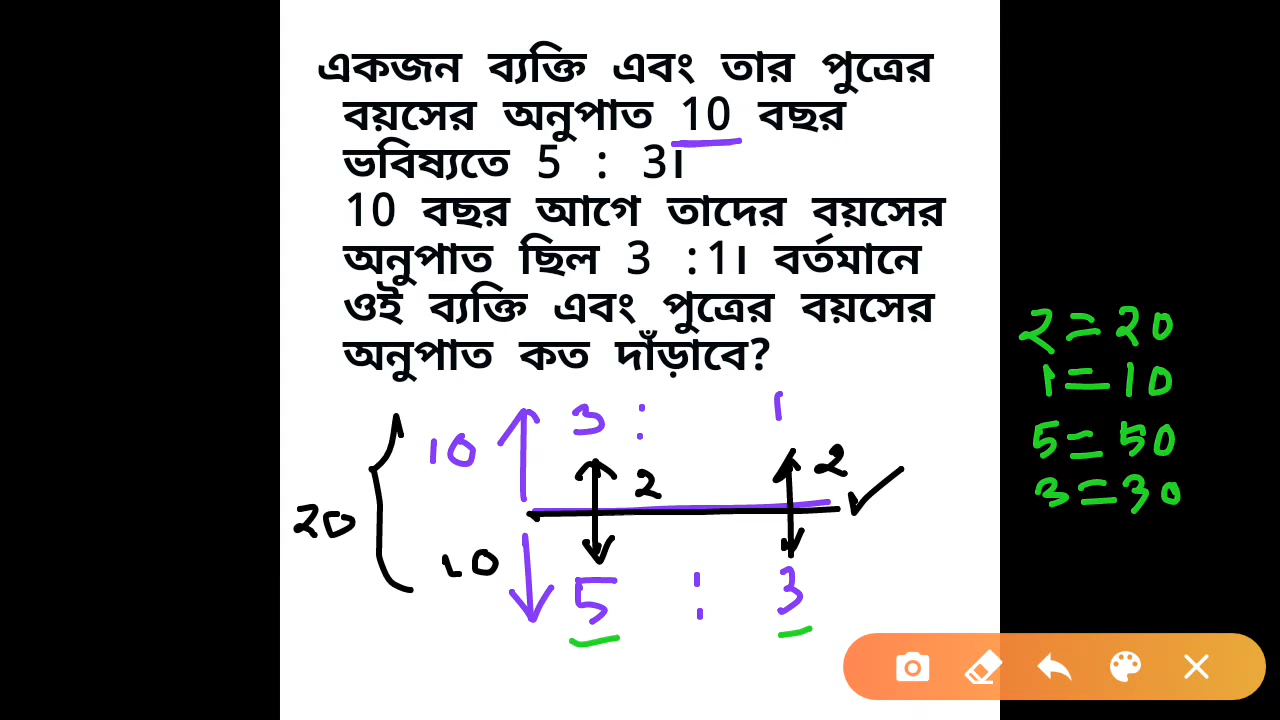 একজন ব্যক্তি এবং তার পুত্রের
বয়সের অনুপাত 10 বছর
ভবিষ্যতে 5 : 3।
10 বছর আগে তাদের বয়সের
অনুপাত ছিল 3 :1। বর্তমানে
ওই ব্যক্তি এবং পুত্রের বয়সের
অনুপাত কত দাঁড়াবে?
2=20
1=10
5=50
3=30
3 : 1
10
2 2
20
10
5 : 3